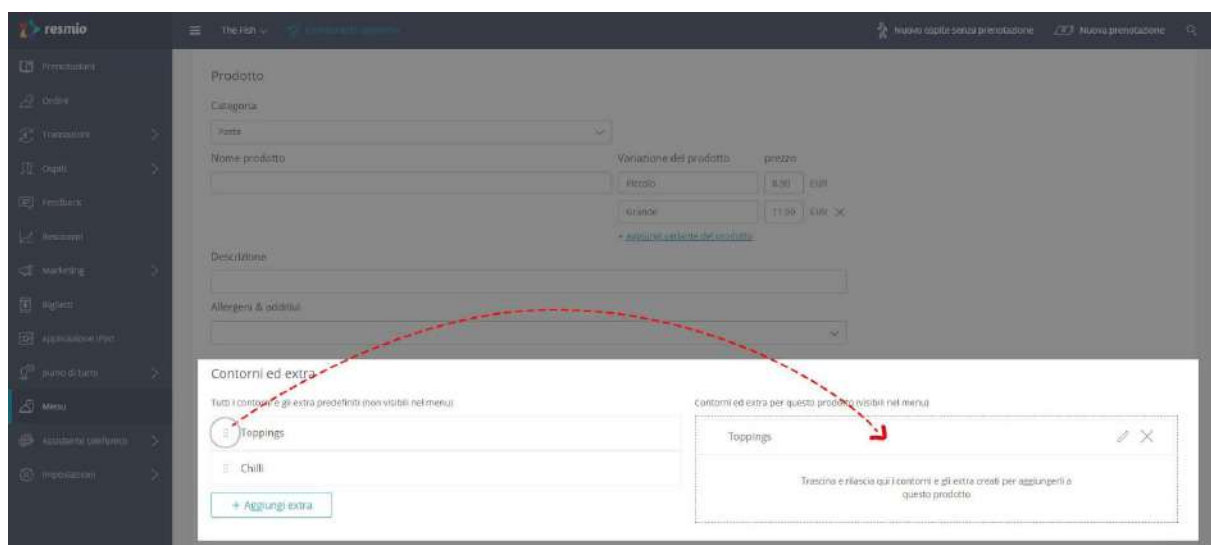 resmio
The Fish
Nuovo ospite senza prenotazione
Nuova prenotazione
Prenotazioni
Ordini
Transazioni
Ospiti
Feedback
Resoconti
Marketing
Biglietti
Applicazione iPad
piano di turni
Menu
Assistente telefonico
Impostazioni
Prodotto
Categoria
Pasta
Nome prodotto
Variazione del prodotto
prezzo
Piccolo
8.90 EUR
Grande
11.90 EUR
+ aggiungi variante del prodotto
Descrizione
Allergeni & additivi
Contorni ed extra
Tutti i contorni e gli extra predefiniti (non visibili nel menu)
Toppings
Chilli
+ Aggiungi extra
Contorni ed extra per questo prodotto (visibili nel menu)
Toppings
Trascina e rilascia qui i contorni e gli extra creati per aggiungerli a
questo prodotto